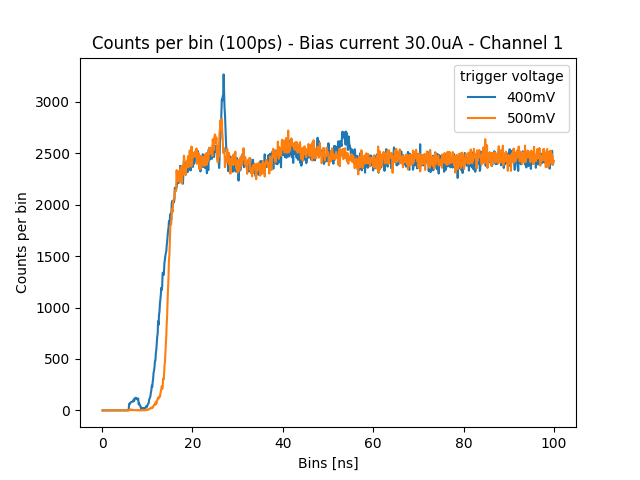 Counts per bin (100ps) - Bias current 30.0uA - Channel 1
trigger voltage
400mV
500mV
Counts per bin
3000
2500
2000
1500
1000
500
0
0 20 40 60 80 100
Bins [ns]